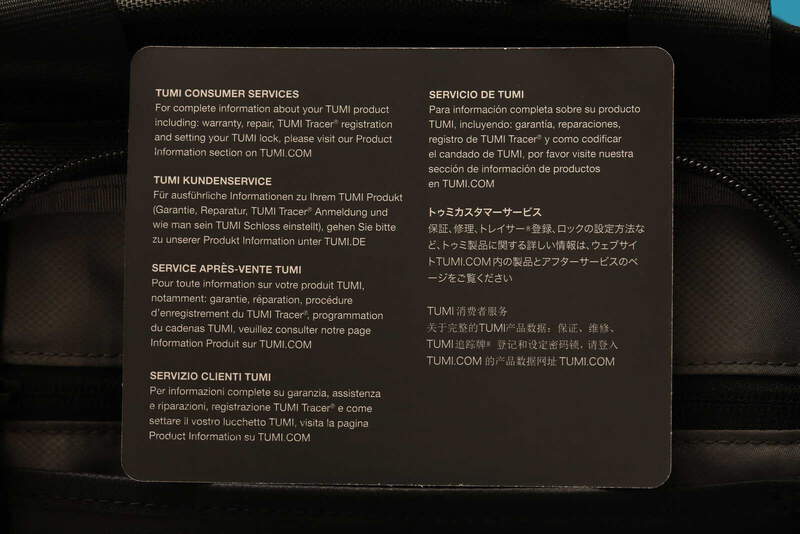 TUMI CONSUMER SERVICES
For complete information about your TUMI product
including: warranty, repair, TUMI Tracer® registration
and setting your TUMI lock, please visit our Product
Information section on TUMI.COM
TUMI KUNDENSERVICE
Für ausführliche Informationen zu Ihrem TUMI Produkt
(Garantie, Reparatur, TUMI Tracer® Anmeldung und
wie man sein TUMI Schloss einstellt), gehen Sie bitte
zu unserer Produkt Information unter TUMI.DE
SERVICE APRÈS-VENTE TUMI
Pour toute information sur votre produit TUMI,
notamment: garantie, réparation, procédure
d'enregistrement du TUMI Tracer®, programmation
du cadenas TUMI, veuillez consulter notre page
Information Produit sur TUMI.COM
SERVIZIO CLIENTI TUMI
Per informazioni complete su garanzia, assistenza
e riparazioni, registrazione TUMI Tracer® e come
settare il vostro lucchetto TUMI, visita la pagina
Product Information su TUMI.COM
SERVICIO DE TUMI
Para información completa sobre su producto
TUMI, incluyendo: garantía, reparaciones,
registro de TUMI Tracer® y como codificar
el candado de TUMI, por favor visite nuestra
sección de información de productos
en TUMI.COM
トゥミカスタマーサービス
保証、修理、トレイサー®登録、ロックの設定方法な
ど、トゥミ製品に関する詳しい情報は、ウェブサイ
トTUMI.COM内の製品とアフターサービスのペ
ージをご覧ください
TUMI消费者服务
关于完整的TUMI产品数据：保证、维修、
TUMI追踪牌® 登记和设定密码锁，请登入
TUMI.COM 的产品数据网址 TUMI.COM